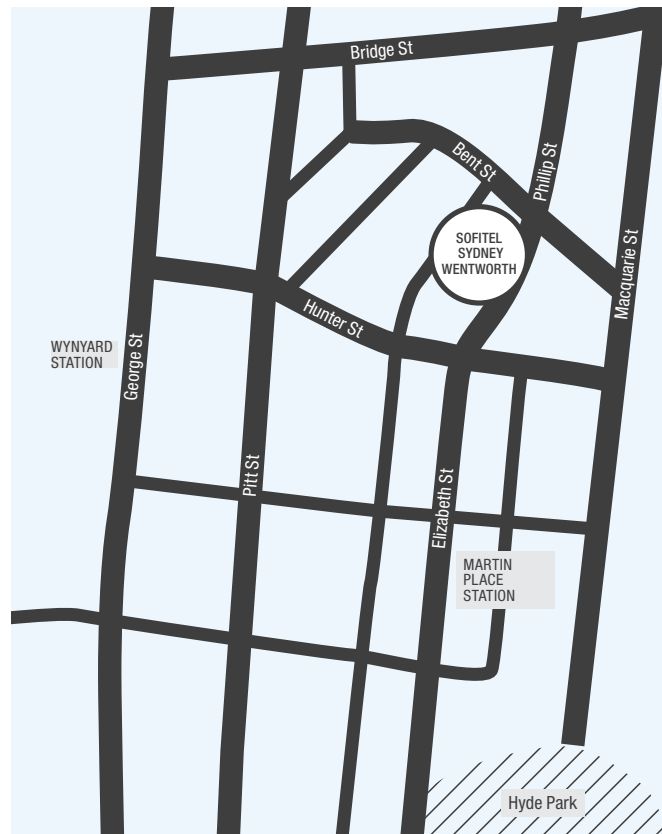 Bridge St
Bent St
Phillip St
SOFITEL
SYDNEY
WENTWORTH
Macquarie St
Hunter St
WYNYARD
STATION
George St
Pitt St
Elizabeth St
MARTIN
PLACE
STATION
Hyde Park